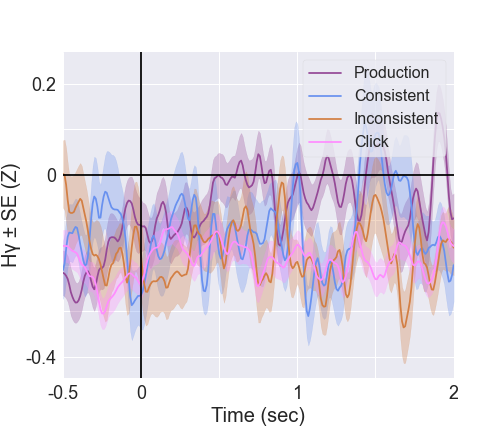 Production
Consistent
Inconsistent
Click
0.2
0
-0.4
Hγ ± SE (Z)
-0.5
0
1
2
Time (sec)